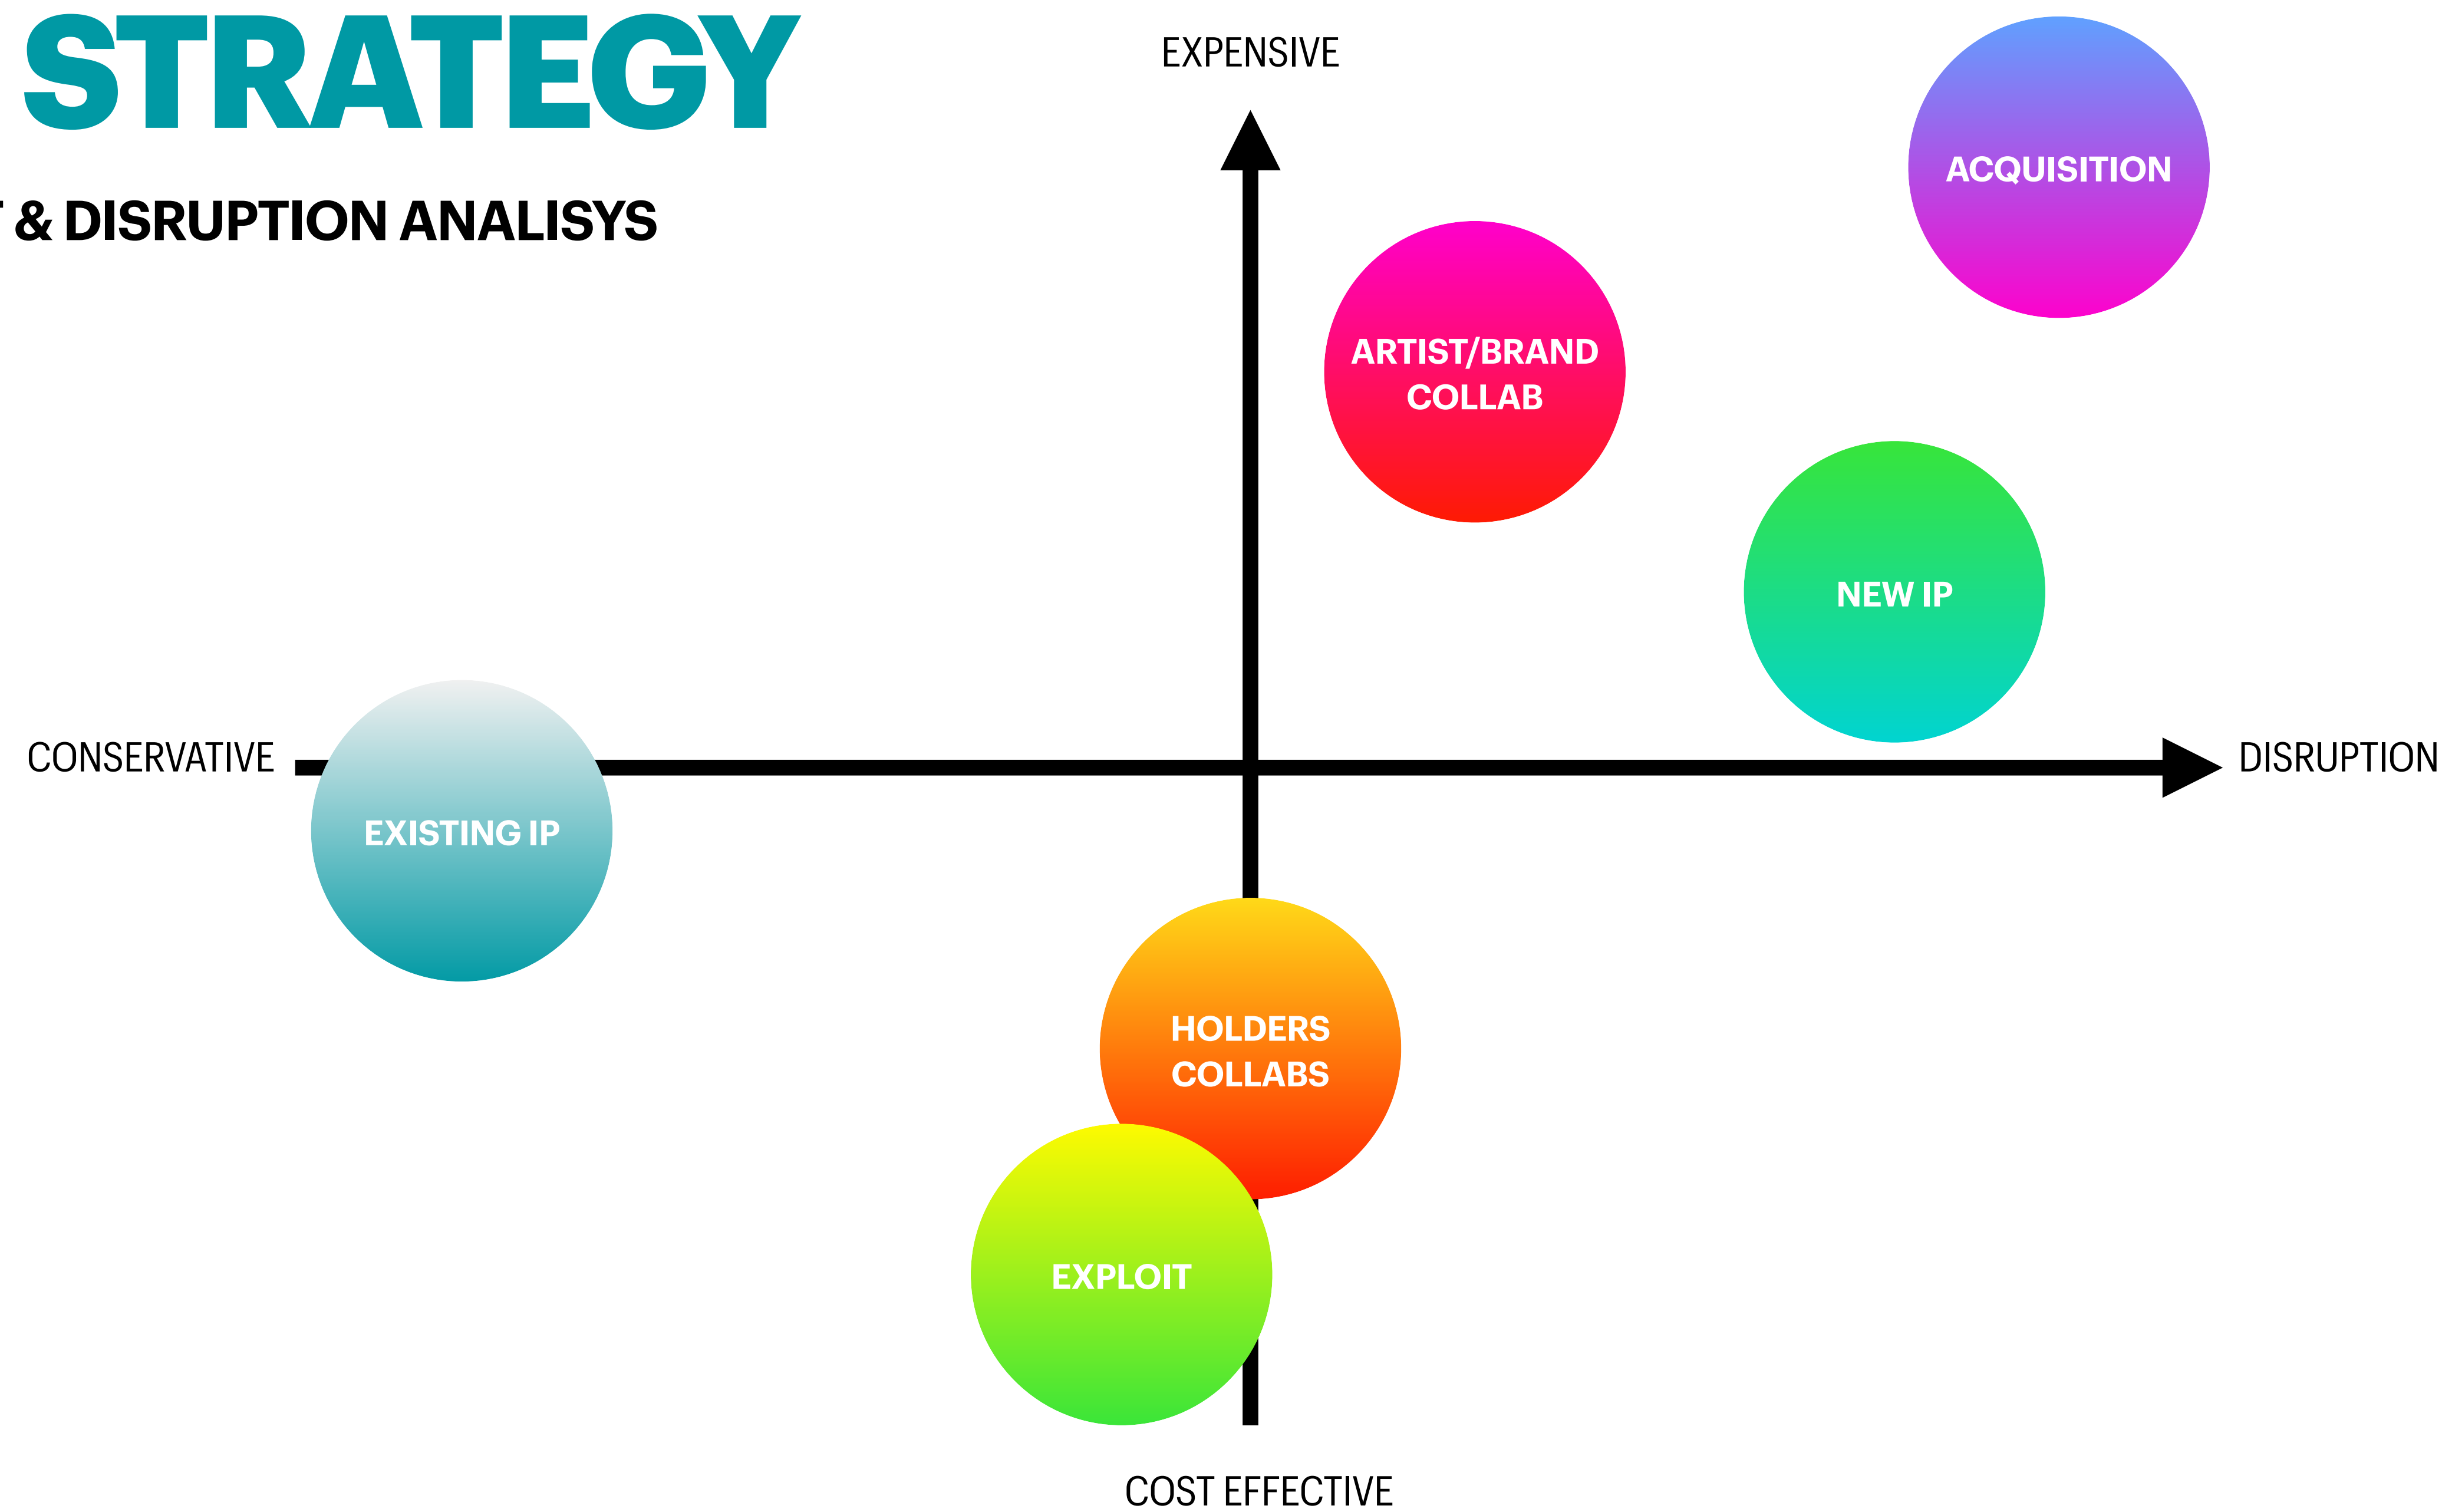 STRATEGY
& DISRUPTION ANALISYS
EXPENSIVE
ACQUISITION
ARTIST/BRAND
COLLAB
NEW IP
CONSERVATIVE
DISRUPTION
EXISTING IP
HOLDERS
COLLABS
EXPLOIT
COST EFFECTIVE